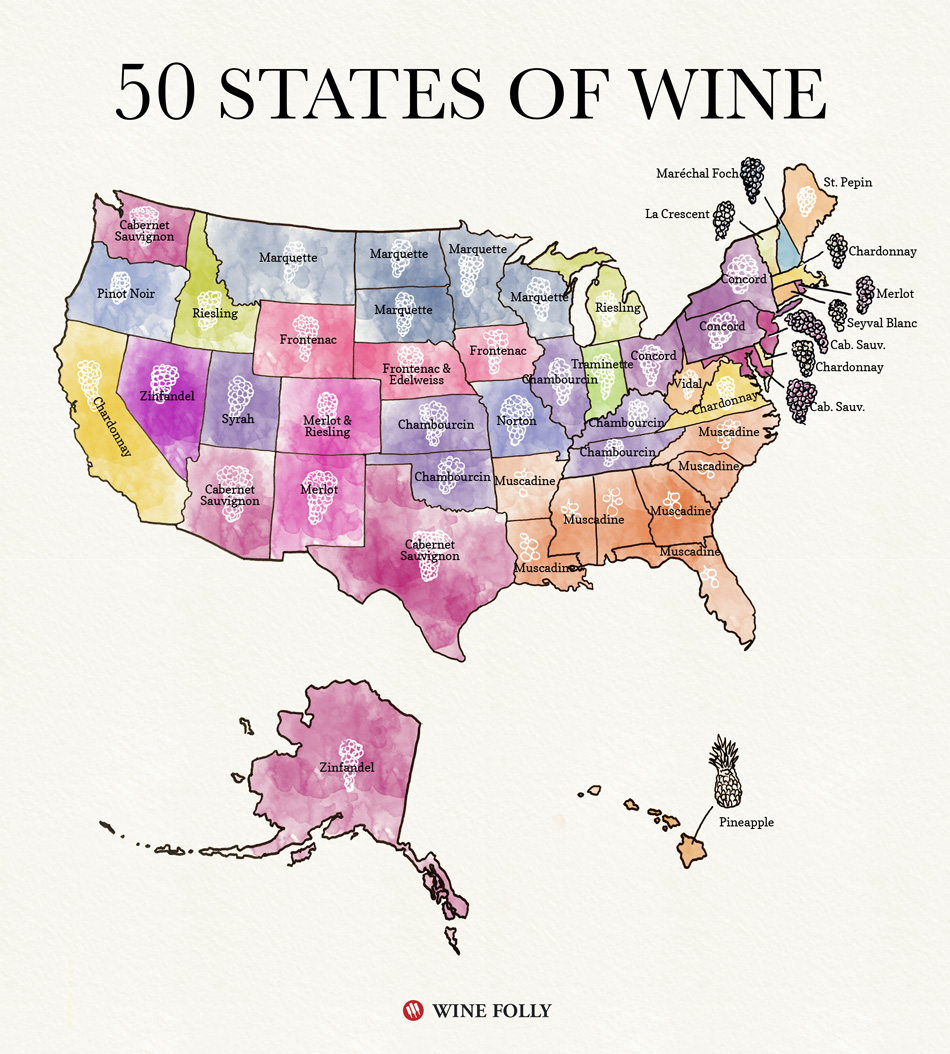 50 STATES OF WINE
Maréchal Foch
St. Pepin
La Crescent
Cabernet
Sauvignon
Marquette
Marquette
Marquette
Chardonnay
Concord
Pinot Noir
Riesling
Marquette
Marquette
Riesling
Merlot
Seyval Blanc
Frontenac
Frontenac
Concord
Cab. Sauv.
Concord
Traminette
Chardonnay
Frontenac &
Edelweiss
Chambourcin
Vidal
Zinfandel
Chardonnay
Cab. Sauv.
Chardonnay
Syrah
Merlot &
Riesling
Chambourcin
Norton
Chambourcin
Muscadine
Chambourcin
Muscadine
Cabernet
Sauvignon
Merlot
Chambourcin
Muscadine
Muscadine
Muscadine
Cabernet
Sauvignon
Muscadine
Muscadine
Zinfandel
Pineapple
WINE FOLLY